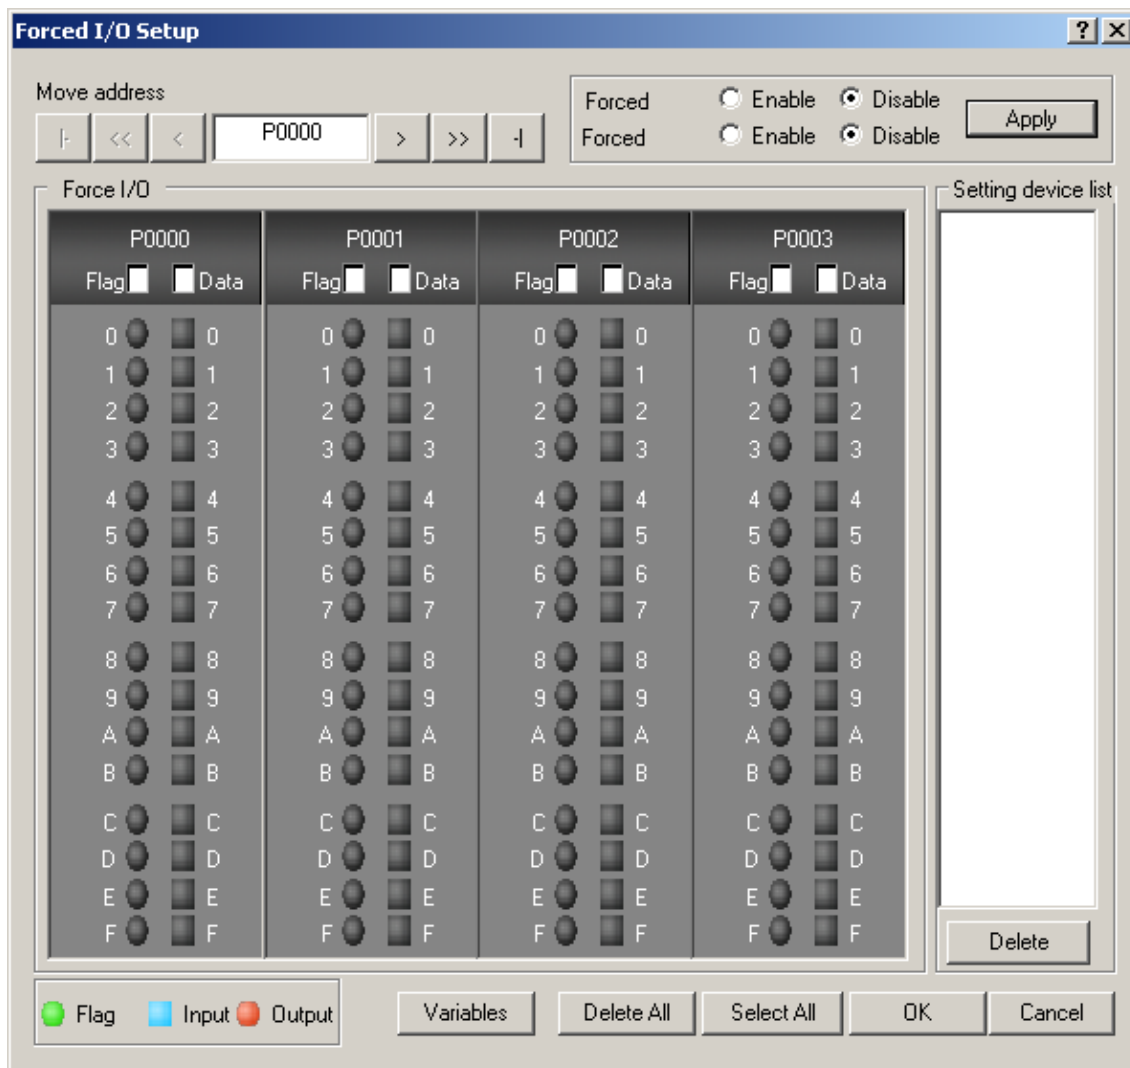 Forced I/O Setup ? X
Move address
|- << < P0000 > >> -|
Forced Enable Disable
Forced Enable Disable
Apply
Force I/O
Setting device list
P0000 P0001 P0002 P0003
Flag Data Flag Data Flag Data Flag Data
0 0 0 0 0 0 0 0
1 1 1 1 1 1 1 1
2 2 2 2 2 2 2 2
3 3 3 3 3 3 3 3
4 4 4 4 4 4 4 4
5 5 5 5 5 5 5 5
6 6 6 6 6 6 6 6
7 7 7 7 7 7 7 7
8 8 8 8 8 8 8 8
9 9 9 9 9 9 9 9
A A A A A A A A
B B B B B B B B
C C C C C C C C
D D D D D D D D
E E E E E E E E
F F F F F F F F
Delete
Flag Input Output Variables Delete All Select All OK Cancel